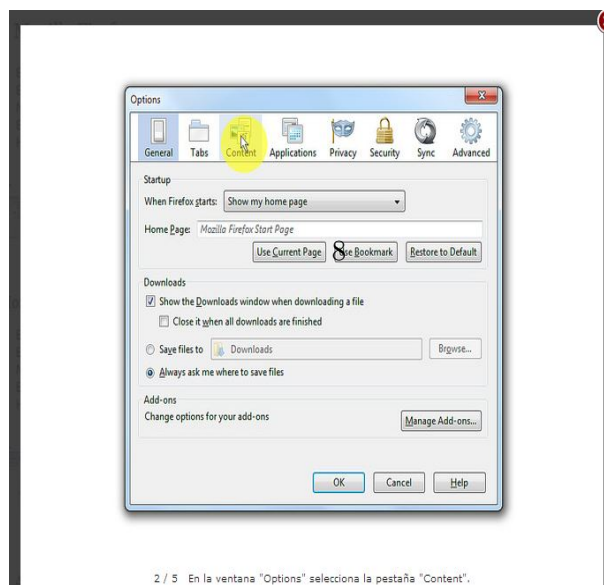 Options
General Tabs Content Applications Privacy Security Sync Advanced
Startup
When Firefox starts: Show my home page
Home Page: Mozilla Firefox Start Page
Use Current Page 8se Bookmark Restore to Default
Downloads
Show the Downloads window when downloading a file
Close it when all downloads are finished
Save files to Downloads Browse...
Always ask me where to save files
Add-ons
Change options for your add-ons
Manage Add-ons...
OK Cancel Help
2 / 5 En la ventana "Options" selecciona la pestaña "Content".